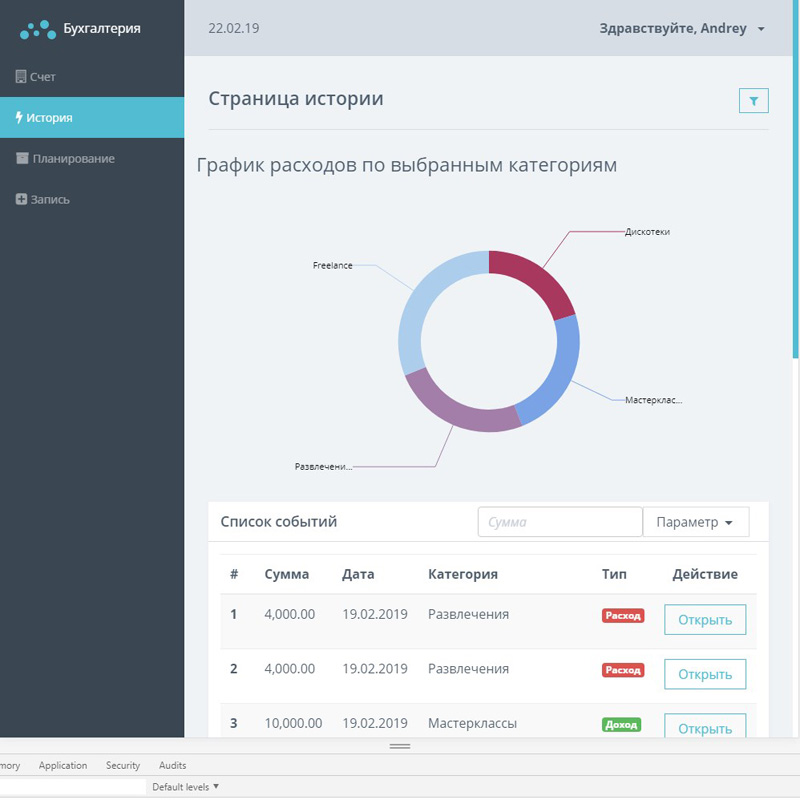 Бухгалтерия
22.02.19
Здравствуйте, Andrey
Счет
История
Планирование
Запись
Страница истории
График расходов по выбранным категориям
Дискотеки
Freelance
Мастерклас...
Развлечени...
Список событий
Сумма
Параметр
# Сумма Дата Категория Тип Действие
1 4,000.00 19.02.2019 Развлечения Расход Открыть
2 4,000.00 19.02.2019 Развлечения Расход Открыть
3 10,000.00 19.02.2019 Мастерклассы Доход Открыть
mory Application Security Audits
Default levels